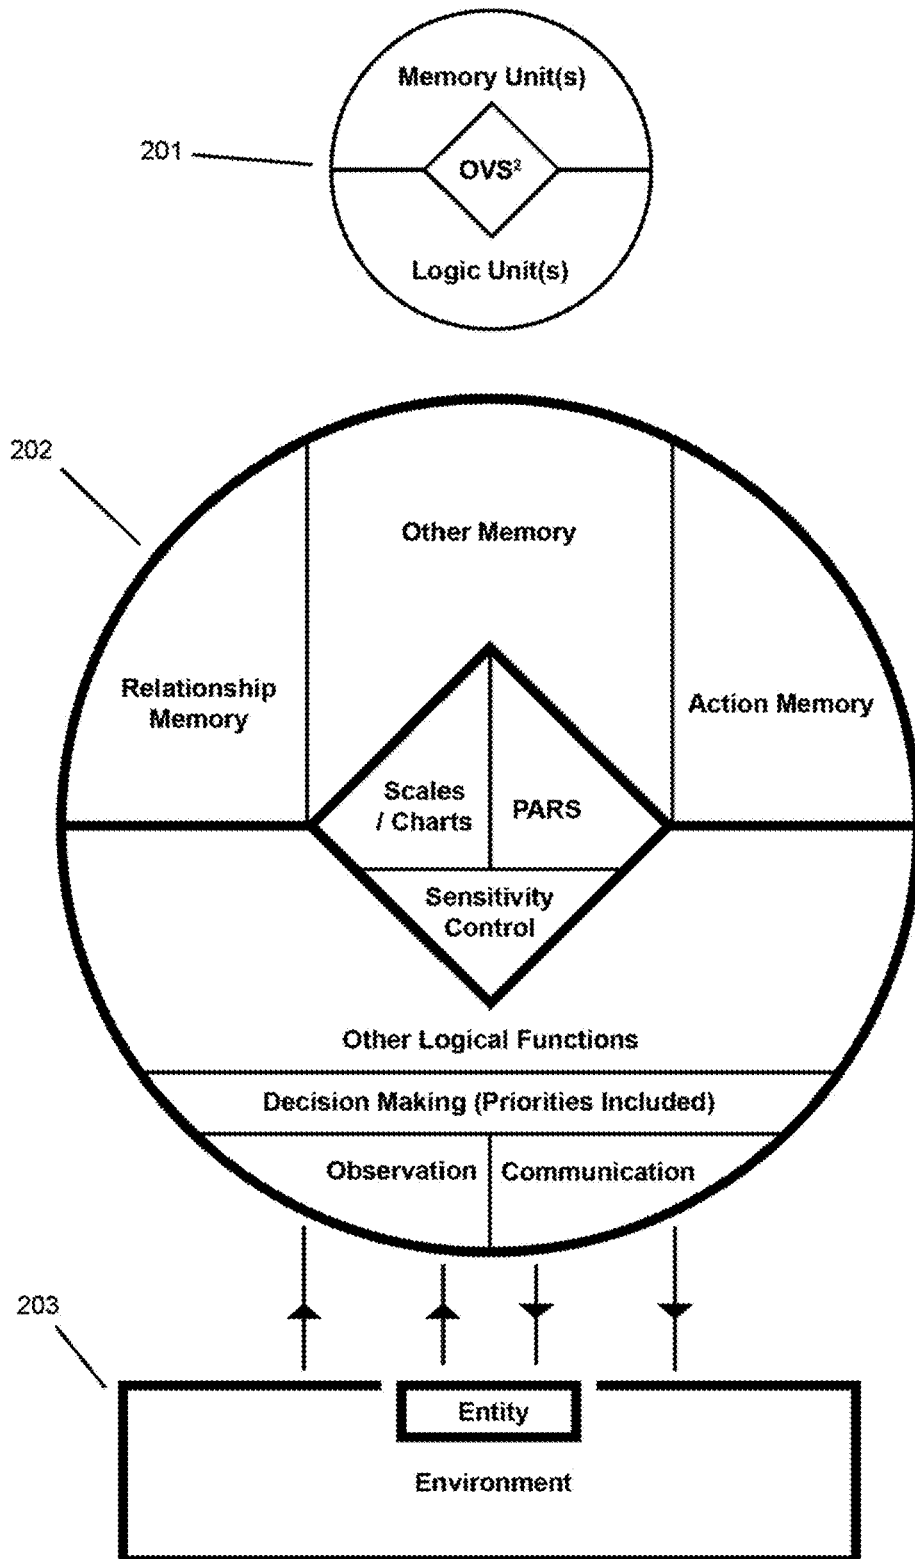 Memory Unit(s)
201
OVS²
Logic Unit(s)
202
Other Memory
Relationship
Memory
Action Memory
Scales
/ Charts
PARS
Sensitivity
Control
Other Logical Functions
Decision Making (Priorities Included)
Observation
Communication
203
Entity
Environment